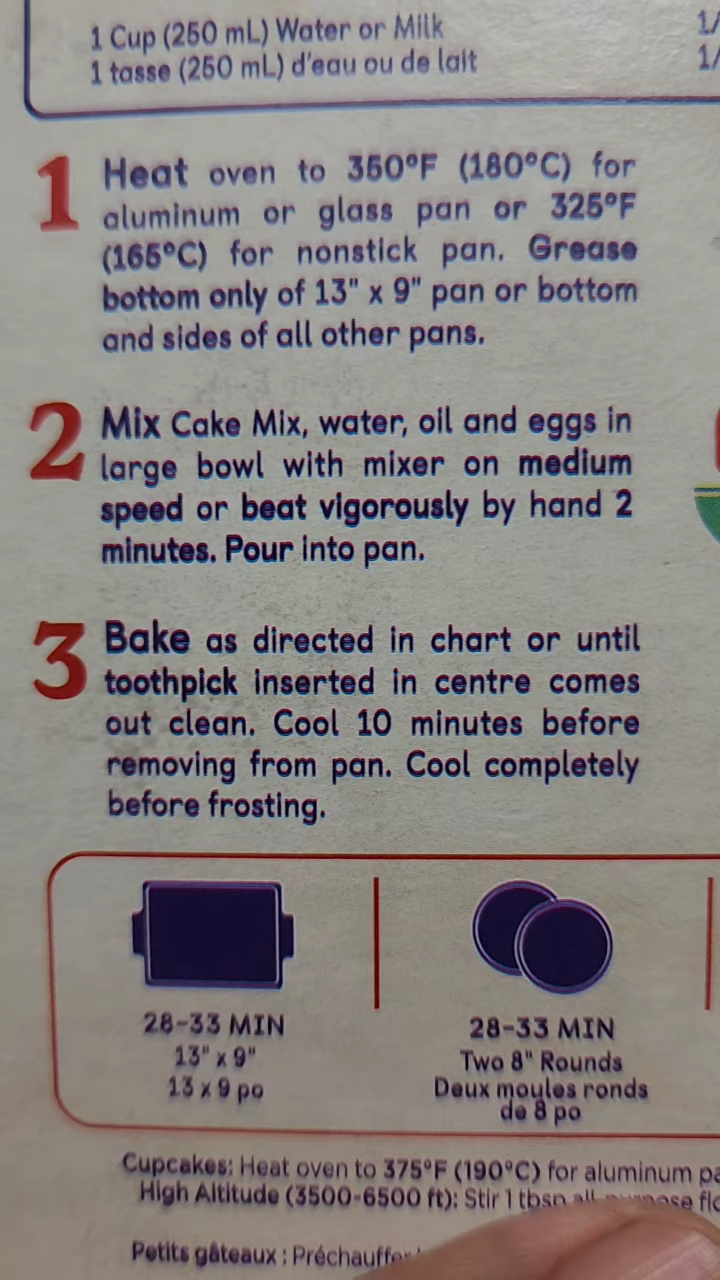 1 Cup (250 mL) Water or Milk
1 tasse (250 mL) d'eau ou de lait
1/
1/
1 Heat oven to 350°F (180°C) for
aluminum or glass pan or 325°F
(165°C) for nonstick pan. Grease
bottom only of 13" x 9" pan or bottom
and sides of all other pans.
2 Mix Cake Mix, water, oil and eggs in
large bowl with mixer on medium
speed or beat vigorously by hand 2
minutes. Pour into pan.
3 Bake as directed in chart or until
toothpick inserted in centre comes
out clean. Cool 10 minutes before
removing from pan. Cool completely
before frosting.
28-33 MIN
13" x 9"
13 x 9 po
28-33 MIN
Two 8" Rounds
Deux moules ronds
de 8 po
Cupcakes: Heat oven to 375°F (190°C) for aluminum
High Altitude (3500-6500 ft): Stir 1 tbsp
Petits gâteaux :